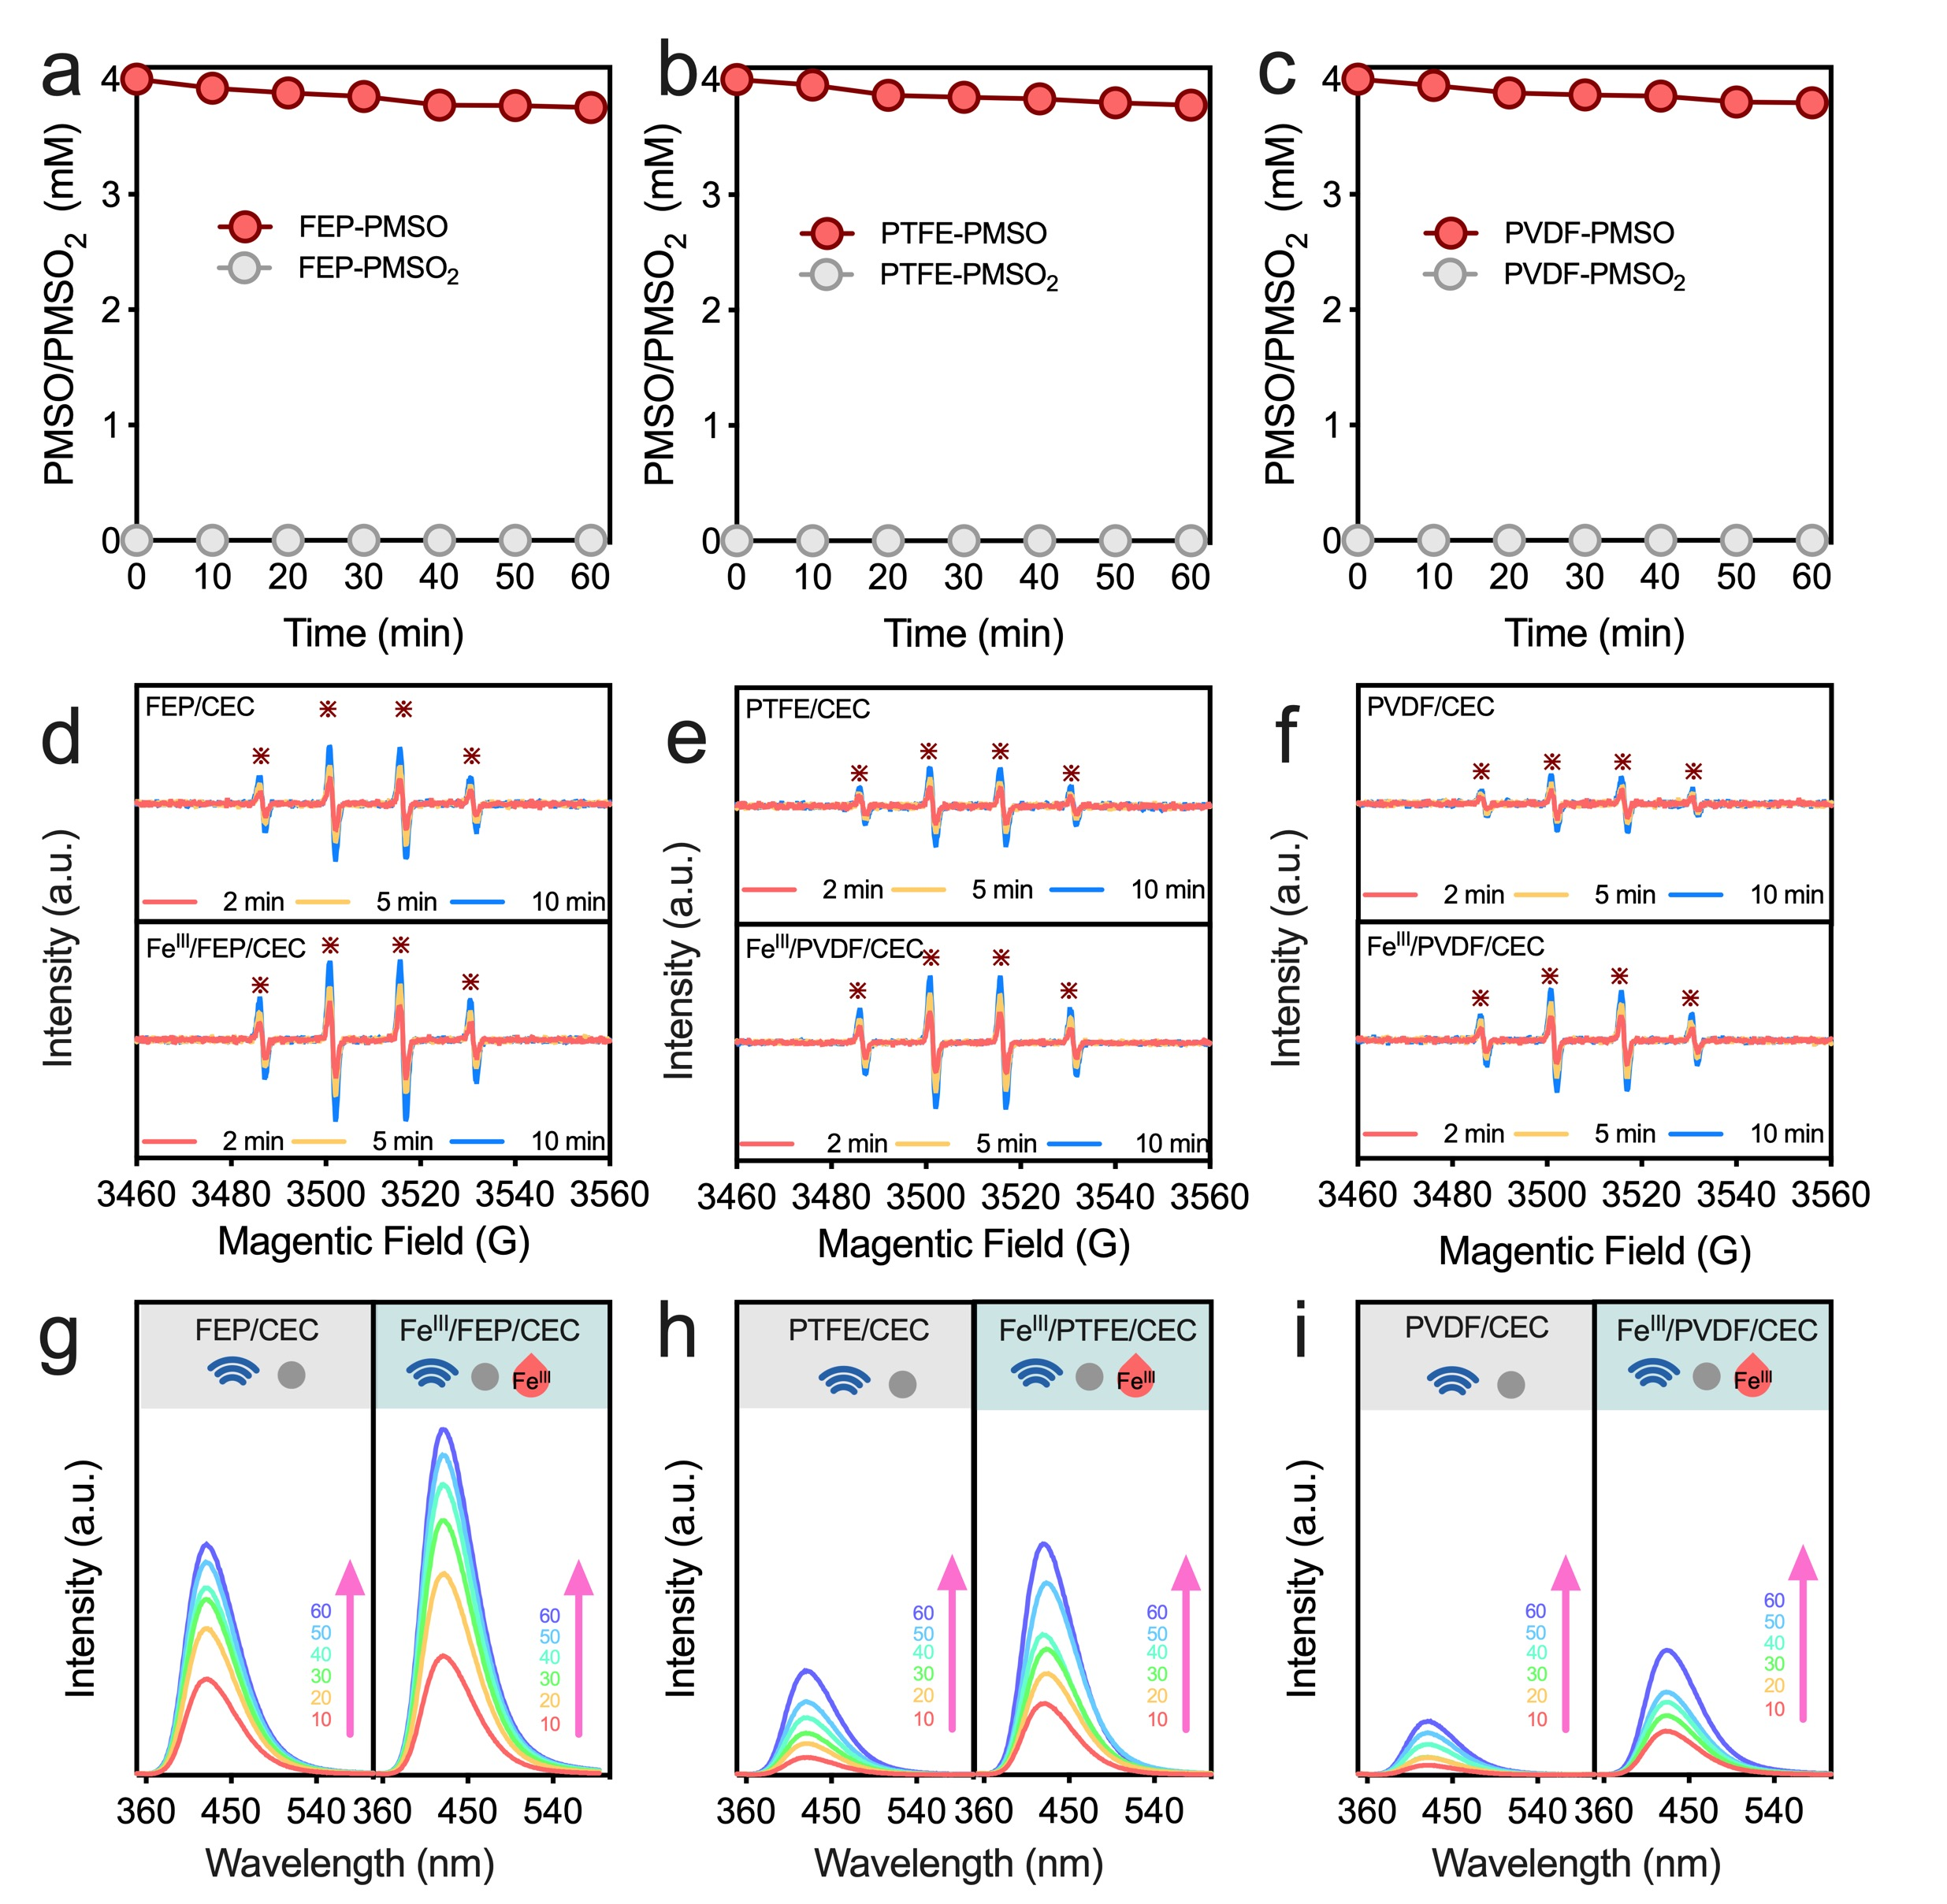 a
4
3
2
1
0
PMSO/PMSO2 (mM)
FEP-PMSO
FEP-PMSO2
0 10 20 30 40 50 60
Time (min)
b
4
3
2
1
0
PMSO/PMSO2 (mM)
PTFE-PMSO
PTFE-PMSO2
0 10 20 30 40 50 60
Time (min)
c
4
3
2
1
0
PMSO/PMSO2 (mM)
PVDF-PMSO
PVDF-PMSO2
0 10 20 30 40 50 60
Time (min)
d
Intensity (a.u.)
FEP/CEC
※ ※ ※ ※
2 min 5 min 10 min
FeIII/FEP/CEC
※ ※ ※ ※
2 min 5 min 10 min
3460 3480 3500 3520 3540 3560
Magentic Field (G)
e
Intensity (a.u.)
PTFE/CEC
※ ※ ※ ※
2 min 5 min 10 min
FeIII/PVDF/CEC
※ ※ ※ ※
2 min 5 min 10 min
3460 3480 3500 3520 3540 3560
Magentic Field (G)
f
Intensity (a.u.)
PVDF/CEC
※ ※ ※ ※
2 min 5 min 10 min
FeIII/PVDF/CEC
※ ※ ※ ※
2 min 5 min 10 min
3460 3480 3500 3520 3540 3560
Magentic Field (G)
g
Intensity (a.u.)
FEP/CEC
60
50
40
30
20
10
FeIII/FEP/CEC
FeIII
60
50
40
30
20
10
360 450 540 360 450 540
Wavelength (nm)
h
Intensity (a.u.)
PTFE/CEC
60
50
40
30
20
10
FeIII/PTFE/CEC
FeIII
60
50
40
30
20
10
360 450 540 360 450 540
Wavelength (nm)
i
Intensity (a.u.)
PVDF/CEC
60
50
40
30
20
10
FeIII/PVDF/CEC
FeIII
60
50
40
30
20
10
360 450 540 360 450 540
Wavelength (nm)